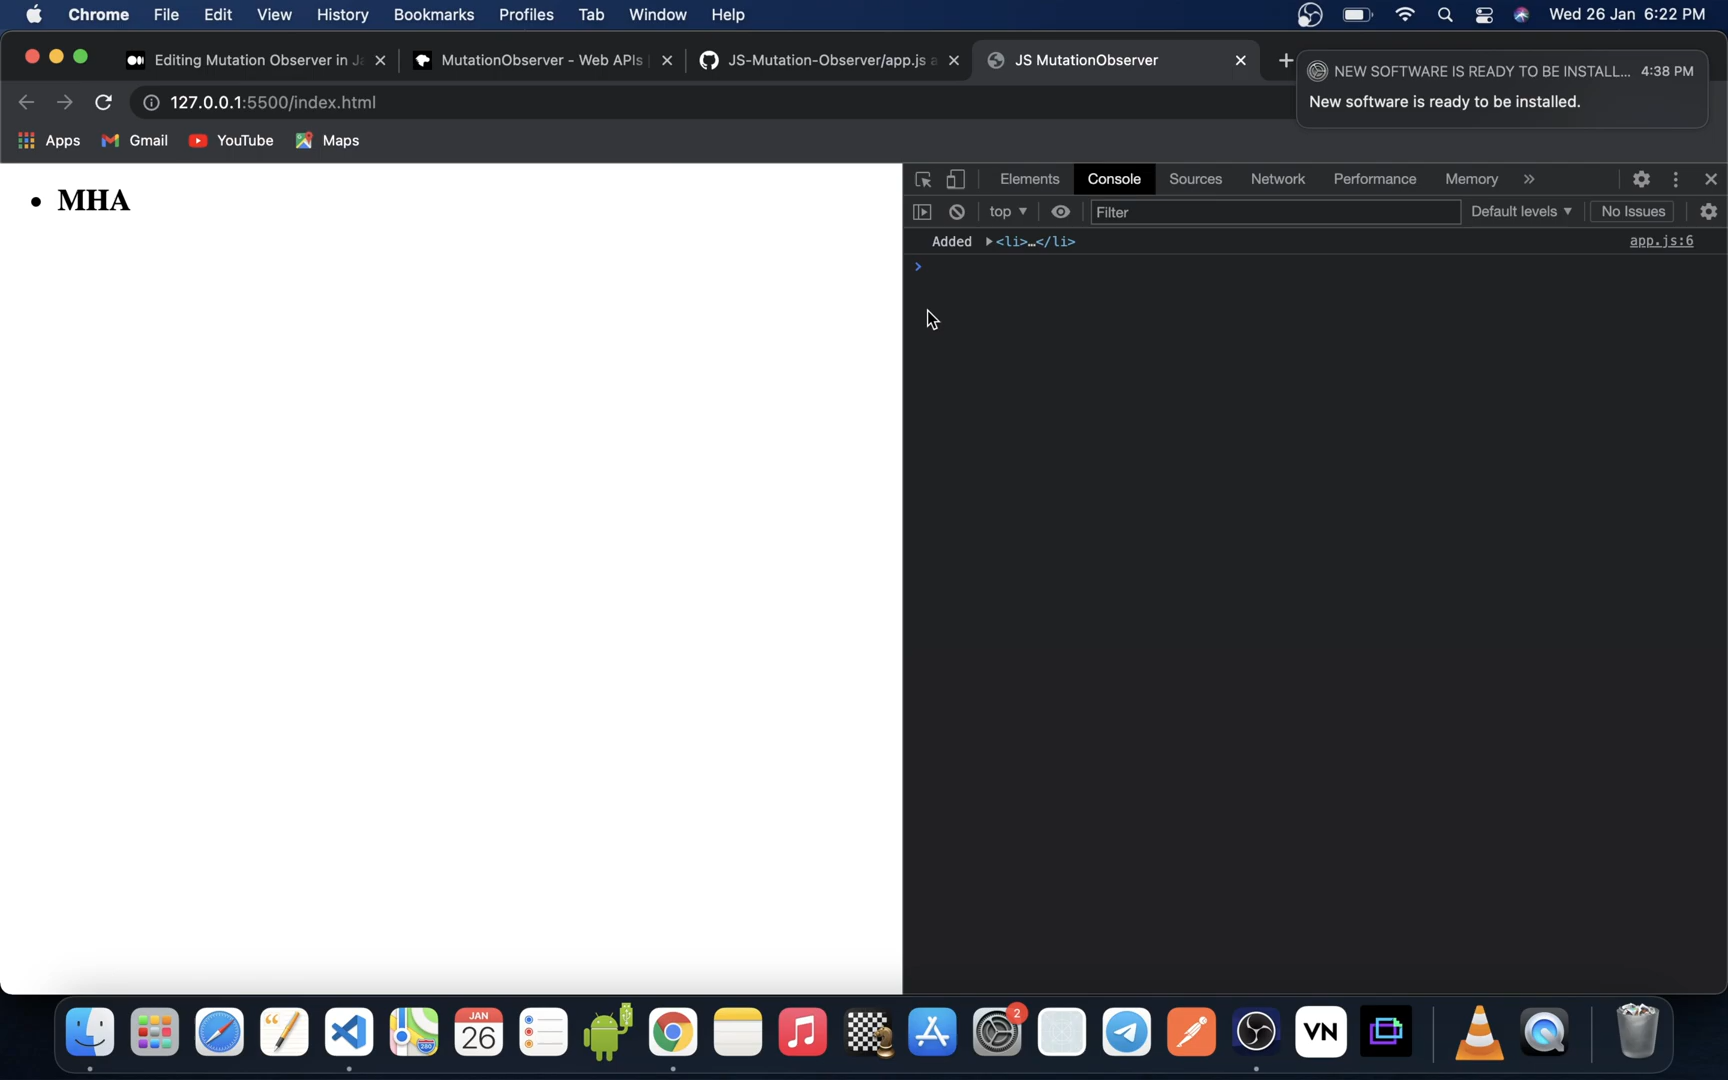 Chrome File Edit View History Bookmarks Profiles Tab Window Help Wed 26 Jan 6:22 PM
Editing Mutation Observer in Ja MutationObserver - Web APIs JS-Mutation-Observer/app.js a JS MutationObserver
NEW SOFTWARE IS READY TO BE INSTALL... 4:38 PM
New software is ready to be installed.
127.0.0.1:5500/index.html
Apps Gmail YouTube Maps
MHA
Elements Console Sources Network Performance Memory »
top Filter Default levels No Issues
Added <li>…</li> app.js:6
JAN
26
280
2
VN